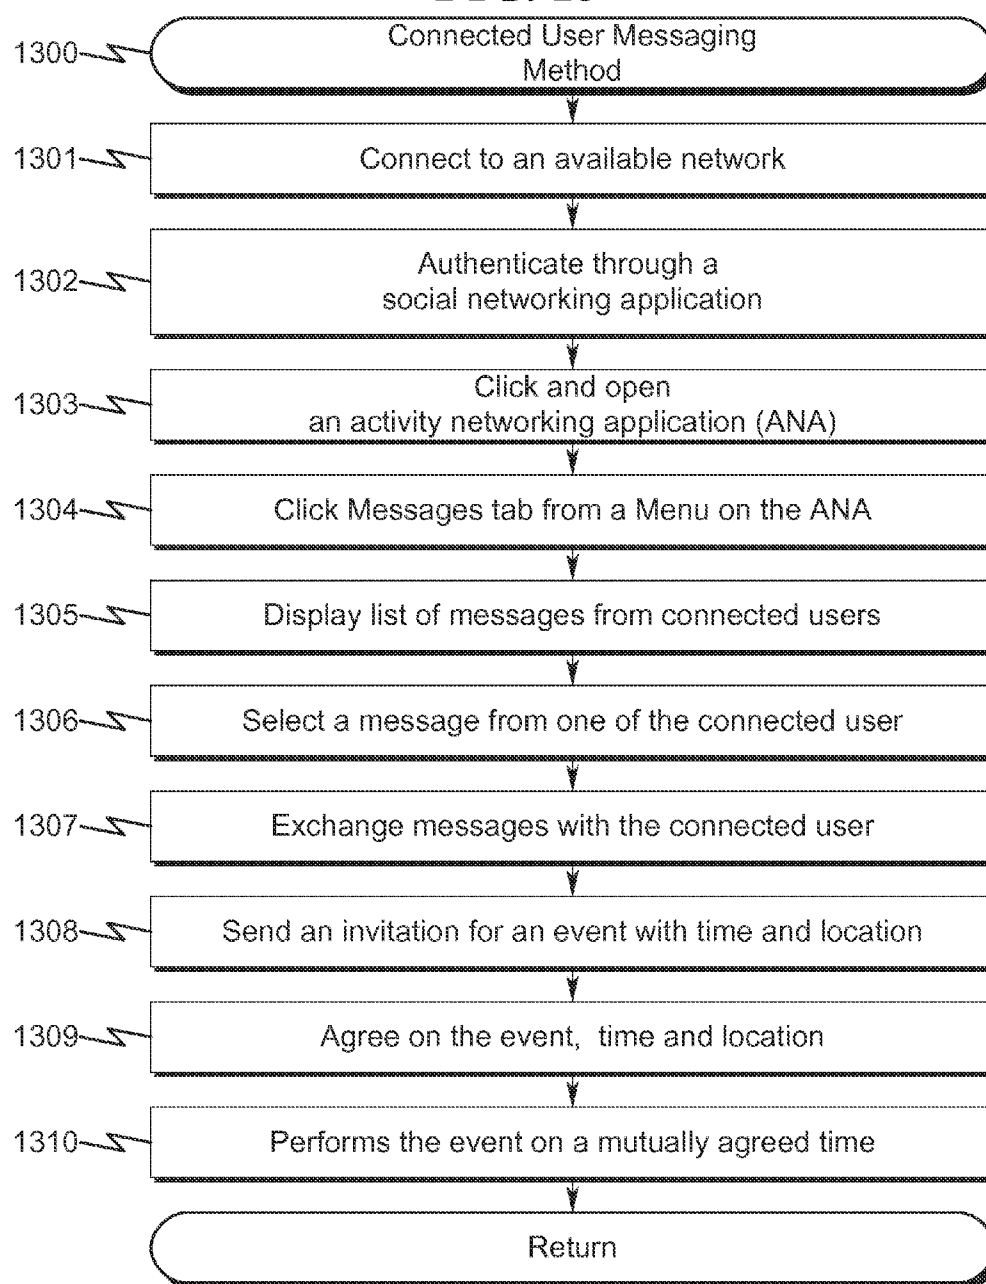 1300
Connected User Messaging
Method
1301
Connect to an available network
1302
Authenticate through a
social networking application
1303
Click and open
an activity networking application (ANA)
1304
Click Messages tab from a Menu on the ANA
1305
Display list of messages from connected users
1306
Select a message from one of the connected user
1307
Exchange messages with the connected user
1308
Send an invitation for an event with time and location
1309
Agree on the event, time and location
1310
Performs the event on a mutually agreed time
Return